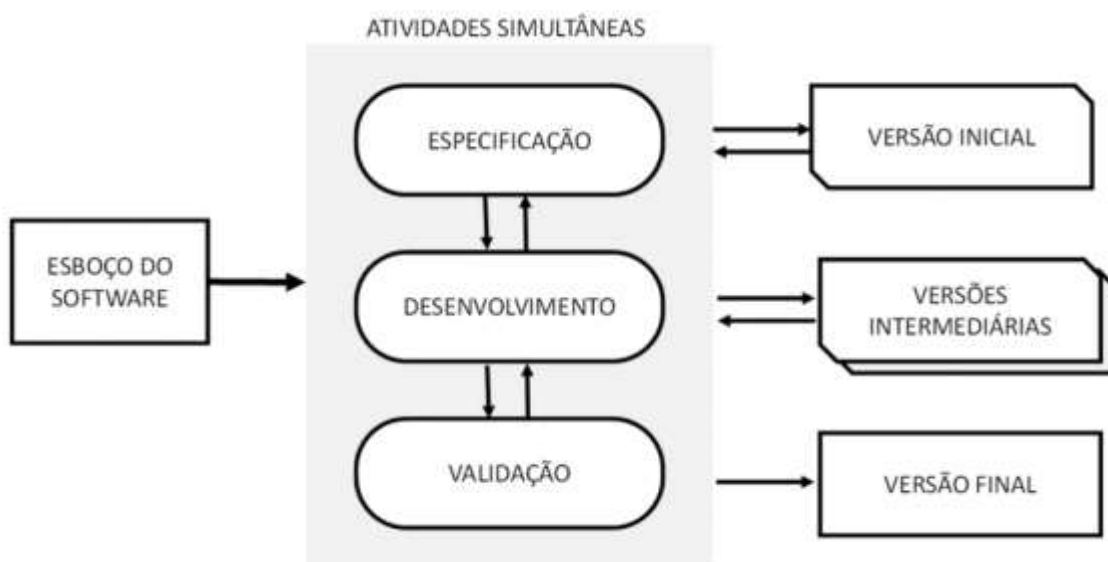 ATIVIDADES SIMULTÂNEAS
ESPECIFICAÇÃO
VERSÃO INICIAL
ESBOÇO DO
SOFTWARE
DESENVOLVIMENTO
VERSÕES
INTERMEDIÁRIAS
VALIDAÇÃO
VERSÃO FINAL